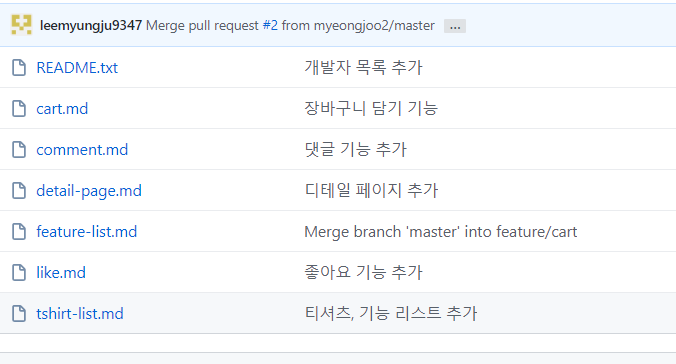 leemyungju9347 Merge pull request #2 from myeongjoo2/master ...
README.txt 개발자 목록 추가
cart.md 장바구니 담기 기능
comment.md 댓글 기능 추가
detail-page.md 디테일 페이지 추가
feature-list.md Merge branch 'master' into feature/cart
like.md 좋아요 기능 추가
tshirt-list.md 티셔츠, 기능 리스트 추가